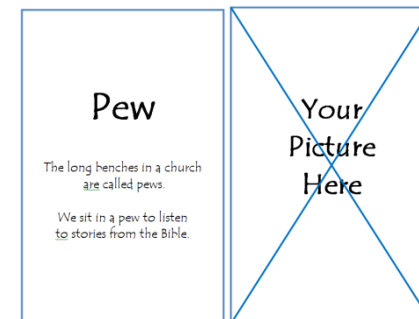 Pew
The long benches in a church
are called pews.
We sit in a pew to listen
to stories from the Bible.
Your
Picture
Here